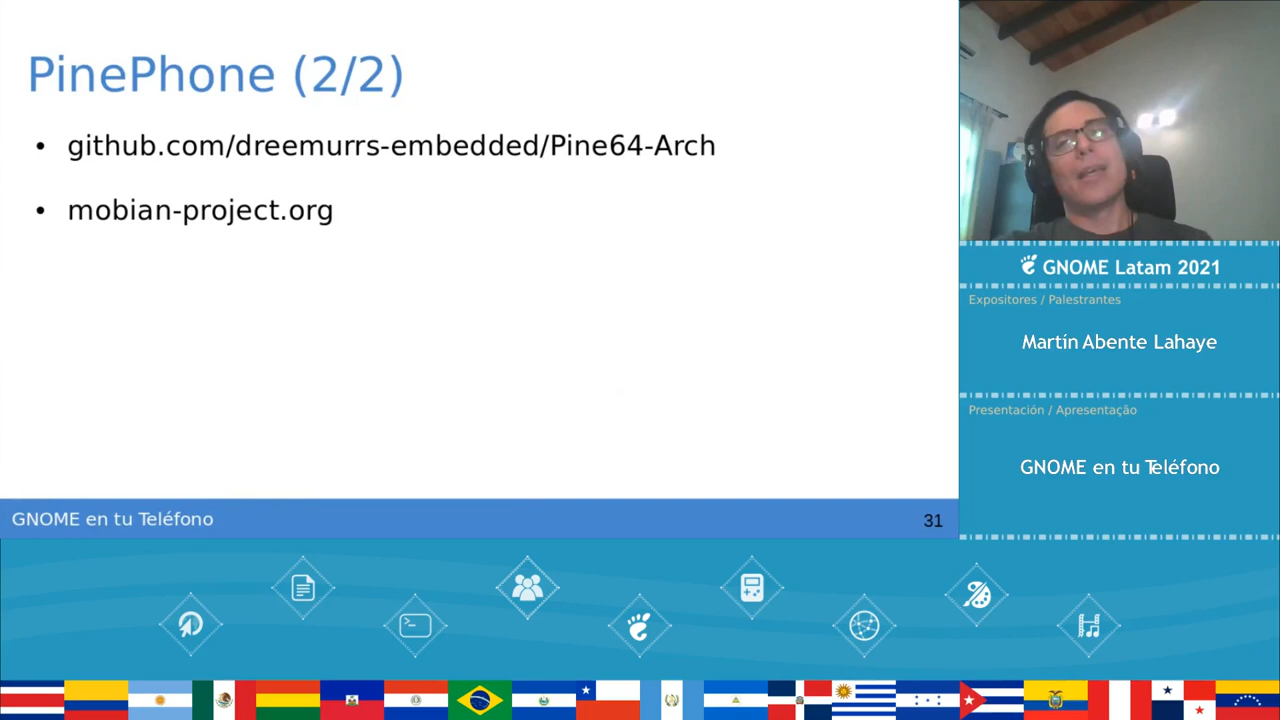 PinePhone (2/2)
• github.com/dreemurrs-embedded/Pine64-Arch
• mobian-project.org
GNOME en tu Teléfono
31
GNOME Latam 2021
Expositores / Palestrantes
Martín Abente Lahaye
Presentación / Apresentação
GNOME en tu Teléfono